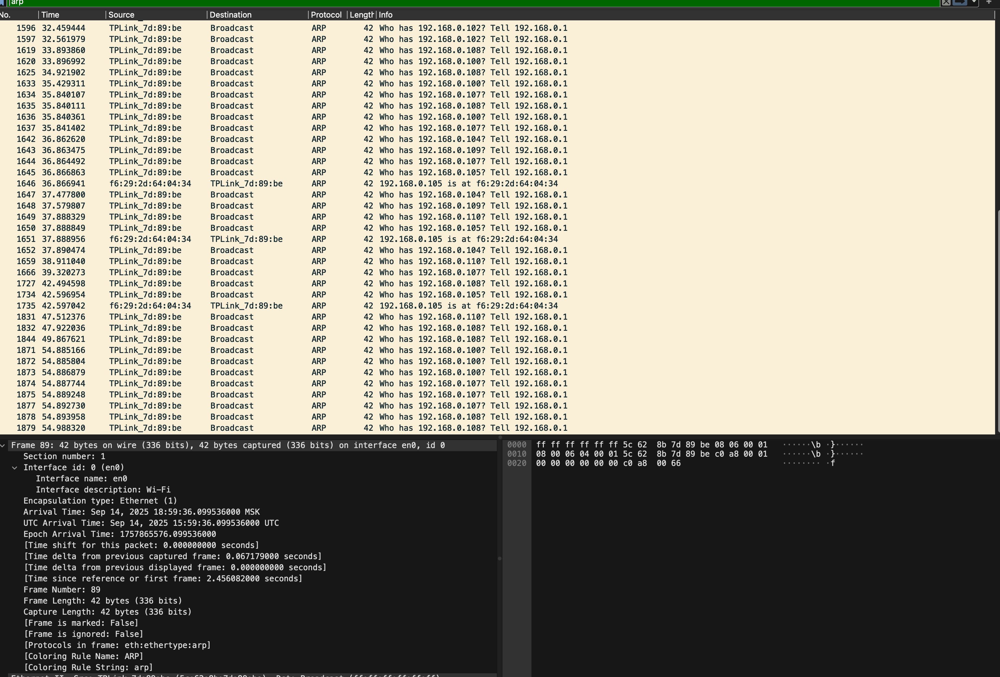 arp
No. Time Source Destination Protocol Length Info
1596 32.459444 TPLink_7d:89:be Broadcast ARP 42 Who has 192.168.0.102? Tell 192.168.0.1
1597 32.561979 TPLink_7d:89:be Broadcast ARP 42 Who has 192.168.0.102? Tell 192.168.0.1
1619 33.893860 TPLink_7d:89:be Broadcast ARP 42 Who has 192.168.0.108? Tell 192.168.0.1
1620 33.896992 TPLink_7d:89:be Broadcast ARP 42 Who has 192.168.0.100? Tell 192.168.0.1
1625 34.921902 TPLink_7d:89:be Broadcast ARP 42 Who has 192.168.0.108? Tell 192.168.0.1
1633 35.429311 TPLink_7d:89:be Broadcast ARP 42 Who has 192.168.0.100? Tell 192.168.0.1
1634 35.840107 TPLink_7d:89:be Broadcast ARP 42 Who has 192.168.0.107? Tell 192.168.0.1
1635 35.840111 TPLink_7d:89:be Broadcast ARP 42 Who has 192.168.0.108? Tell 192.168.0.1
1636 35.840361 TPLink_7d:89:be Broadcast ARP 42 Who has 192.168.0.100? Tell 192.168.0.1
1637 35.841402 TPLink_7d:89:be Broadcast ARP 42 Who has 192.168.0.107? Tell 192.168.0.1
1642 36.862620 TPLink_7d:89:be Broadcast ARP 42 Who has 192.168.0.104? Tell 192.168.0.1
1643 36.863475 TPLink_7d:89:be Broadcast ARP 42 Who has 192.168.0.109? Tell 192.168.0.1
1644 36.864492 TPLink_7d:89:be Broadcast ARP 42 Who has 192.168.0.107? Tell 192.168.0.1
1645 36.866863 TPLink_7d:89:be Broadcast ARP 42 Who has 192.168.0.105? Tell 192.168.0.1
1646 36.866941 f6:29:2d:64:04:34 TPLink_7d:89:be ARP 42 192.168.0.105 is at f6:29:2d:64:04:34
1647 37.477800 TPLink_7d:89:be Broadcast ARP 42 Who has 192.168.0.104? Tell 192.168.0.1
1648 37.579807 TPLink_7d:89:be Broadcast ARP 42 Who has 192.168.0.109? Tell 192.168.0.1
1649 37.888329 TPLink_7d:89:be Broadcast ARP 42 Who has 192.168.0.110? Tell 192.168.0.1
1650 37.888849 TPLink_7d:89:be Broadcast ARP 42 Who has 192.168.0.105? Tell 192.168.0.1
1651 37.888956 f6:29:2d:64:04:34 TPLink_7d:89:be ARP 42 192.168.0.105 is at f6:29:2d:64:04:34
1652 37.890474 TPLink_7d:89:be Broadcast ARP 42 Who has 192.168.0.104? Tell 192.168.0.1
1659 38.911040 TPLink_7d:89:be Broadcast ARP 42 Who has 192.168.0.110? Tell 192.168.0.1
1666 39.320273 TPLink_7d:89:be Broadcast ARP 42 Who has 192.168.0.107? Tell 192.168.0.1
1727 42.494598 TPLink_7d:89:be Broadcast ARP 42 Who has 192.168.0.108? Tell 192.168.0.1
1734 42.596954 TPLink_7d:89:be Broadcast ARP 42 Who has 192.168.0.105? Tell 192.168.0.1
1735 42.597042 f6:29:2d:64:04:34 TPLink_7d:89:be ARP 42 192.168.0.105 is at f6:29:2d:64:04:34
1831 47.512376 TPLink_7d:89:be Broadcast ARP 42 Who has 192.168.0.110? Tell 192.168.0.1
1832 47.922036 TPLink_7d:89:be Broadcast ARP 42 Who has 192.168.0.108? Tell 192.168.0.1
1844 49.867621 TPLink_7d:89:be Broadcast ARP 42 Who has 192.168.0.108? Tell 192.168.0.1
1871 54.885166 TPLink_7d:89:be Broadcast ARP 42 Who has 192.168.0.100? Tell 192.168.0.1
1872 54.885804 TPLink_7d:89:be Broadcast ARP 42 Who has 192.168.0.100? Tell 192.168.0.1
1873 54.886879 TPLink_7d:89:be Broadcast ARP 42 Who has 192.168.0.100? Tell 192.168.0.1
1874 54.887744 TPLink_7d:89:be Broadcast ARP 42 Who has 192.168.0.107? Tell 192.168.0.1
1875 54.889248 TPLink_7d:89:be Broadcast ARP 42 Who has 192.168.0.107? Tell 192.168.0.1
1877 54.892730 TPLink_7d:89:be Broadcast ARP 42 Who has 192.168.0.107? Tell 192.168.0.1
1878 54.893958 TPLink_7d:89:be Broadcast ARP 42 Who has 192.168.0.108? Tell 192.168.0.1
1879 54.988320 TPLink_7d:89:be Broadcast ARP 42 Who has 192.168.0.108? Tell 192.168.0.1
Frame 89: 42 bytes on wire (336 bits), 42 bytes captured (336 bits) on interface en0, id 0
Section number: 1
Interface id: 0 (en0)
Interface name: en0
Interface description: Wi-Fi
Encapsulation type: Ethernet (1)
Arrival Time: Sep 14, 2025 18:59:36.099536000 MSK
UTC Arrival Time: Sep 14, 2025 15:59:36.099536000 UTC
Epoch Arrival Time: 1757865576.099536000
[Time shift for this packet: 0.000000000 seconds]
[Time delta from previous captured frame: 0.067179000 seconds]
[Time delta from previous displayed frame: 0.000000000 seconds]
[Time since reference or first frame: 2.456082000 seconds]
Frame Number: 89
Frame Length: 42 bytes (336 bits)
Capture Length: 42 bytes (336 bits)
[Frame is marked: False]
[Frame is ignored: False]
[Protocols in frame: eth:ethertype:arp]
[Coloring Rule Name: ARP]
[Coloring Rule String: arp]
0000 ff ff ff ff ff ff 5c 62 8b 7d 89 be 08 06 00 01 ······\b ·}······
0010 08 00 06 04 00 01 5c 62 8b 7d 89 be c0 a8 00 01 ······\b ·}······
0020 00 00 00 00 00 00 c0 a8 00 66 ········ ·f